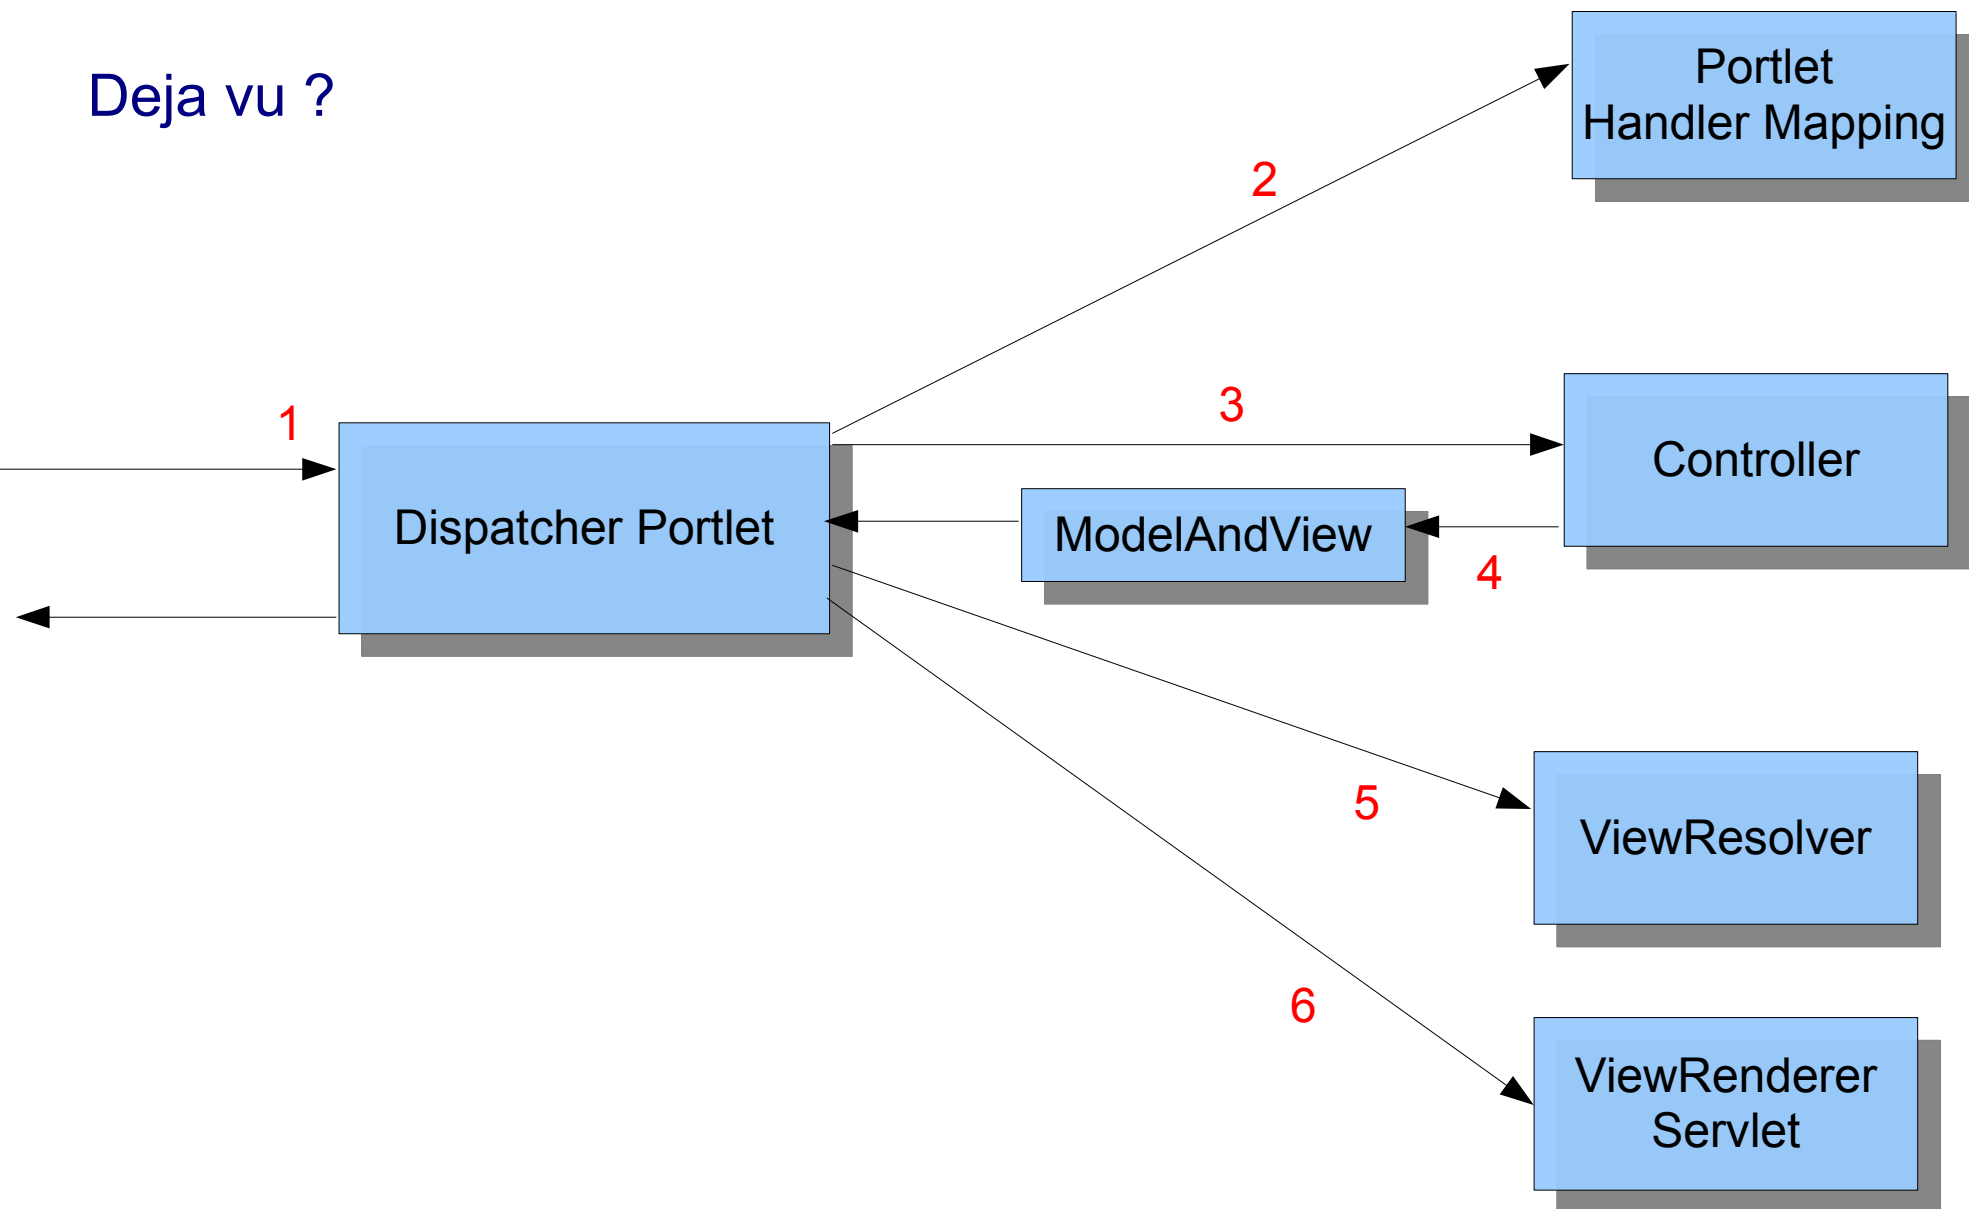 Deja vu ?
Portlet
Handler Mapping
2
3
1
Controller
Dispatcher Portlet
ModelAndView
4
5
ViewResolver
6
ViewRenderer
Servlet